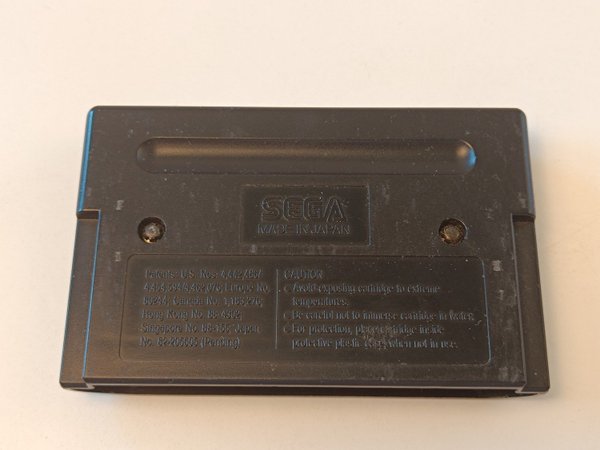 SEGA
MADE IN JAPAN
Patents: U.S. Nos. 4,442,486/
4,454,594/4,462,076; Europe No.
80244; Canada No. 1,183,276;
Hong Kong No. 88-4302;
Singapore No. 88-155; Japan
No. 82-205605 (Pending)
CAUTION
Avoid exposing cartridge to extreme
temperatures.
Be careful not to immerse cartridge in water.
For protection, place cartridge inside
protective plastic case when not in use.